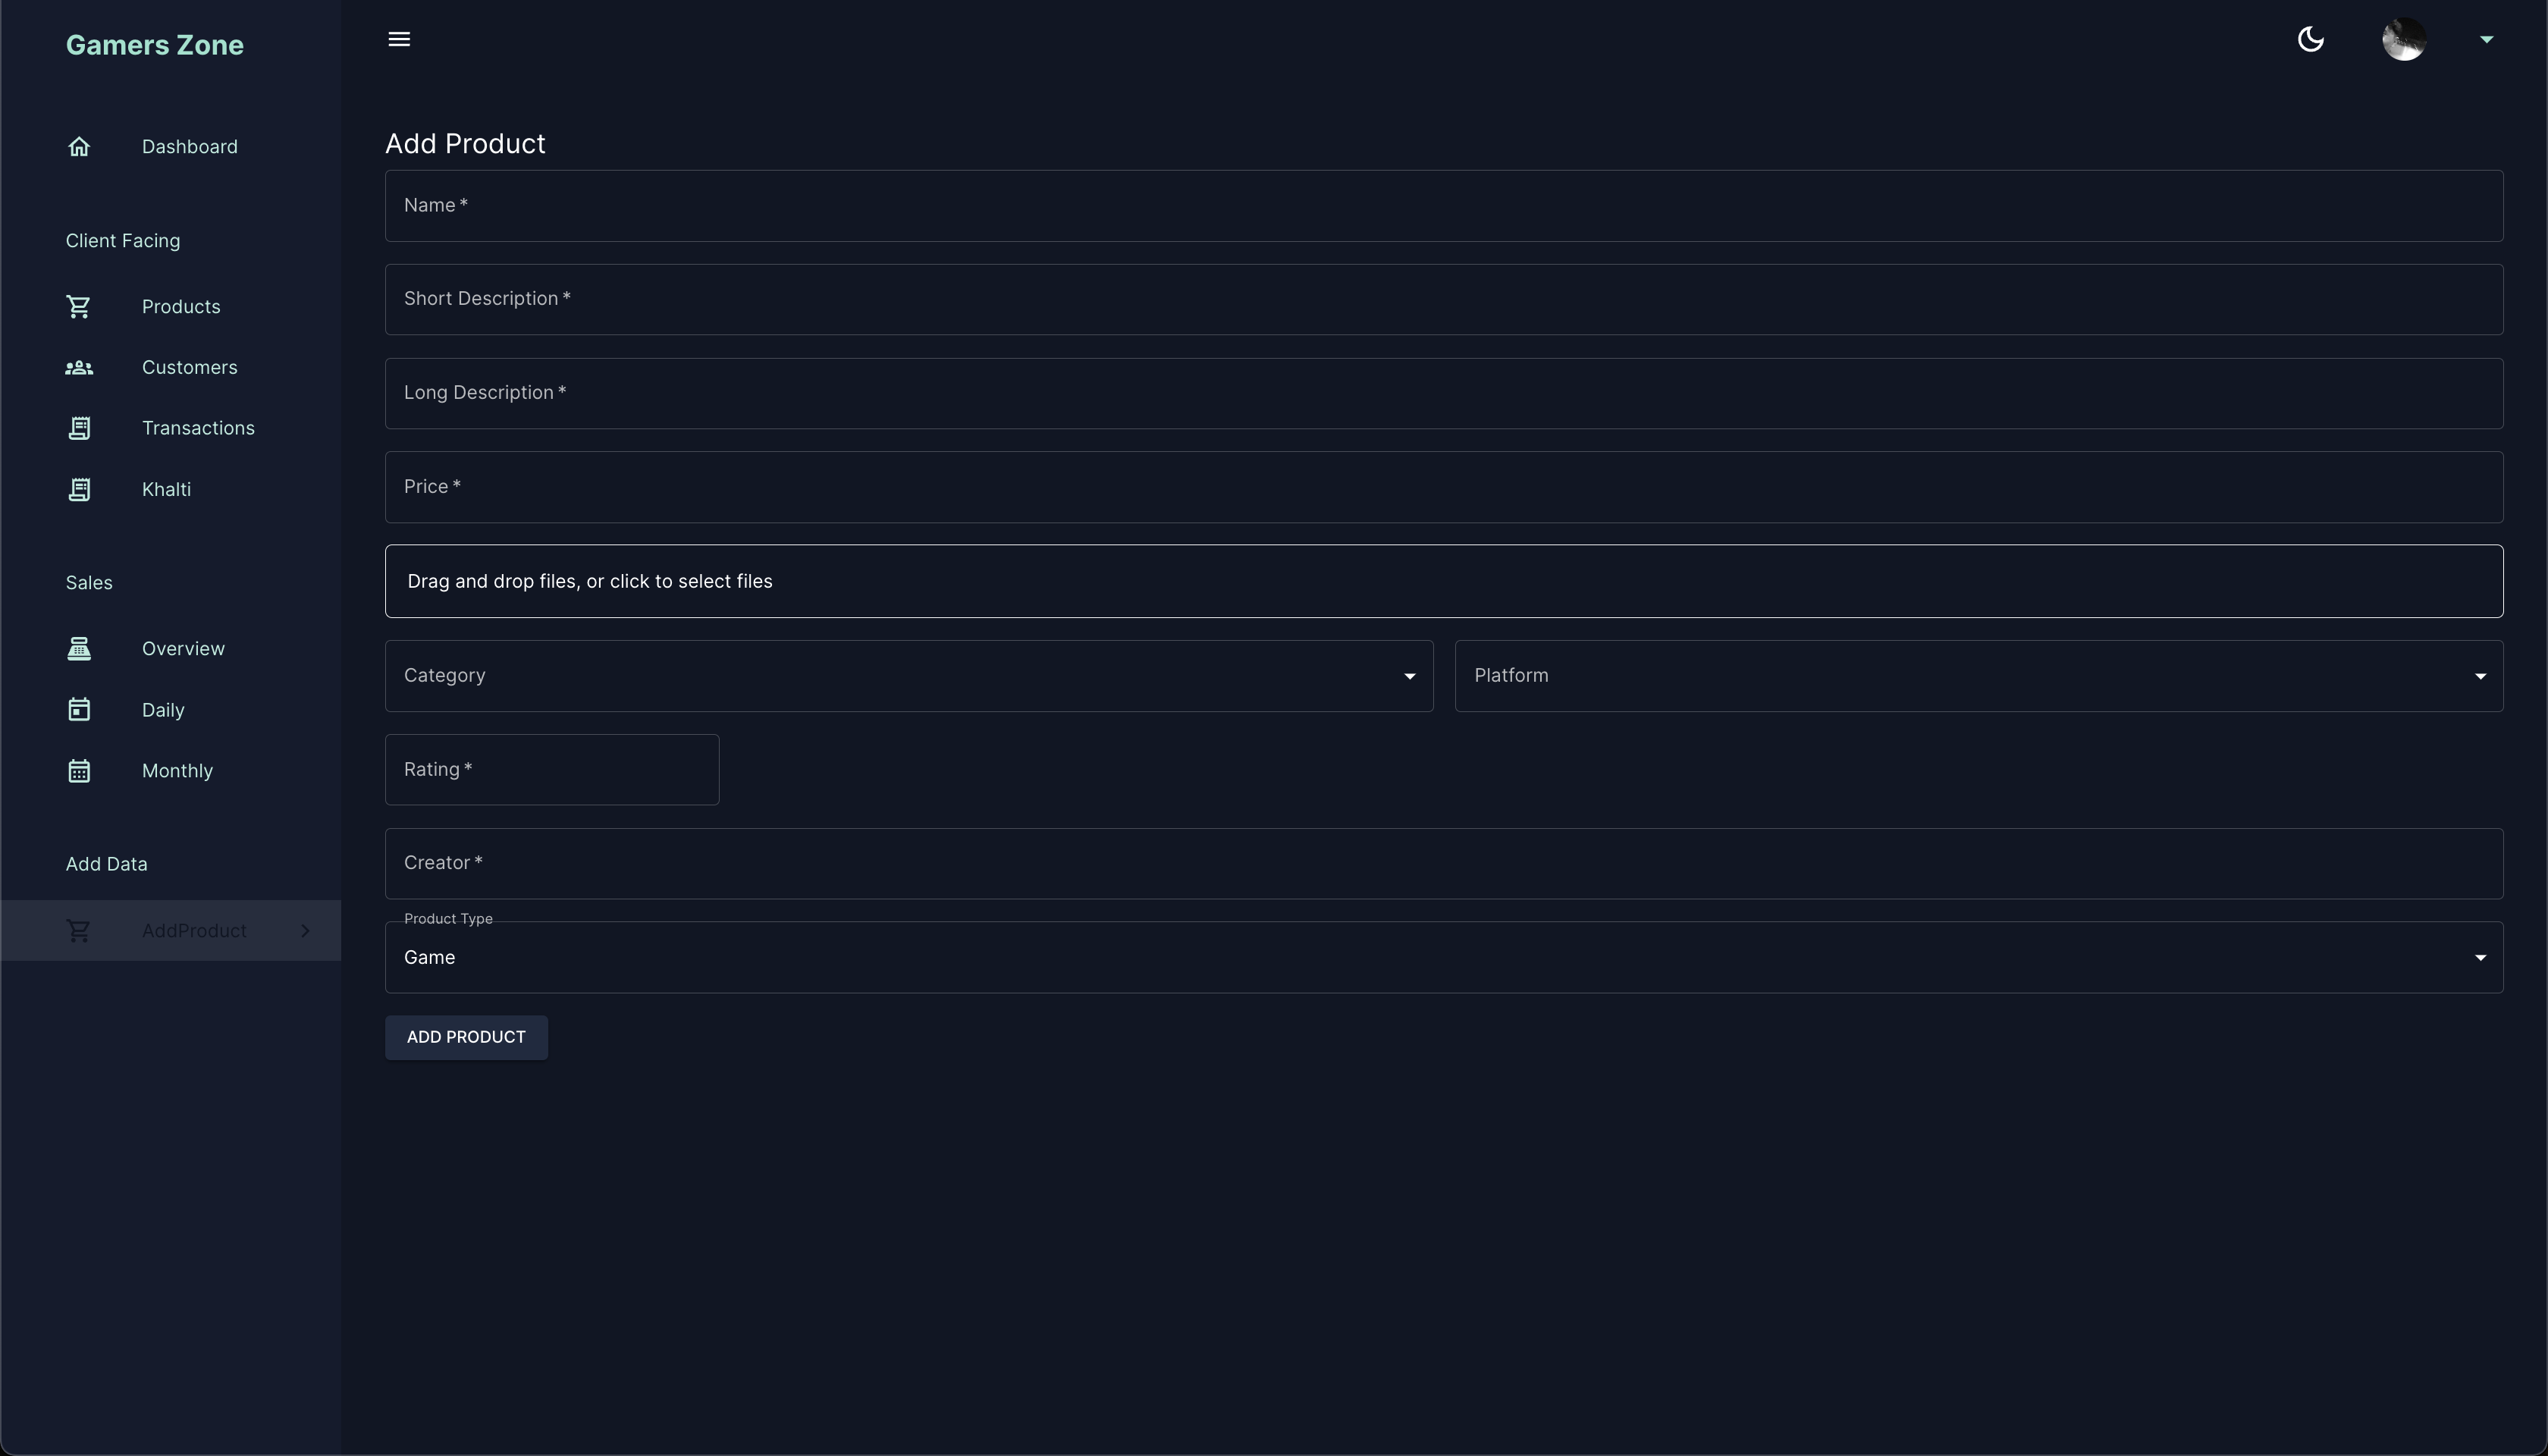 Gamers Zone
Dashboard
Client Facing
Products
Customers
Transactions
Khalti
Sales
Overview
Daily
Monthly
Add Data
AddProduct
Add Product
Name *
Short Description *
Long Description *
Price *
Drag and drop files, or click to select files
Category
Platform
Rating *
Creator *
Product Type
Game
ADD PRODUCT